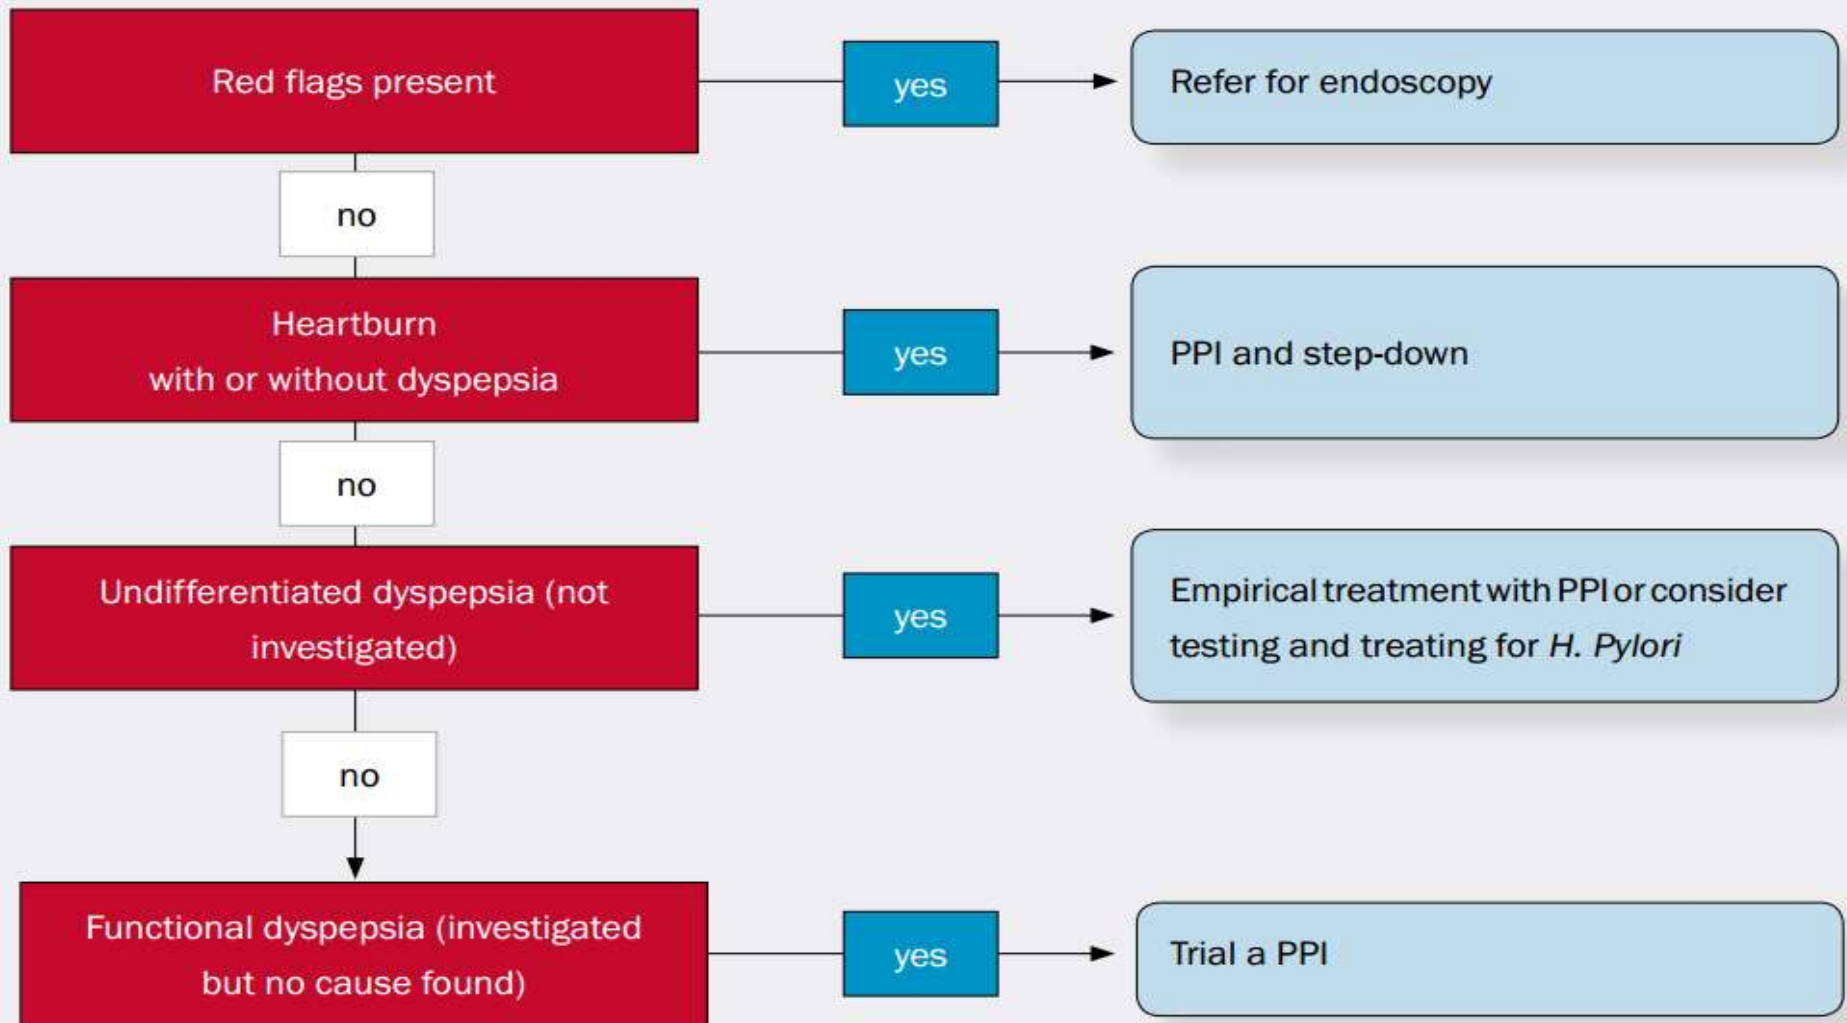 Red flags present
yes
Refer for endoscopy
no
Heartburn
with or without dyspepsia
yes
PPI and step-down
no
Undifferentiated dyspepsia (not
investigated)
yes
Empirical treatment with PPI or consider
testing and treating for H. Pylori
no
Functional dyspepsia (investigated
but no cause found)
yes
Trial a PPI